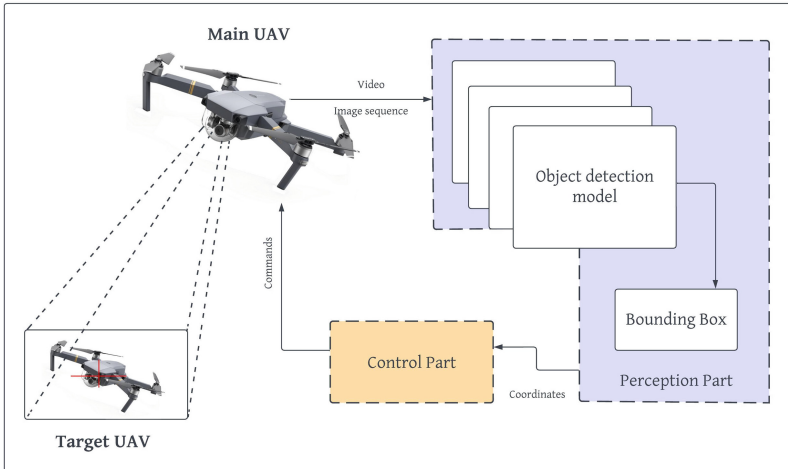 Main UAV
Video
Image sequence
Object detection
model
Commands
Bounding Box
Control Part
Perception Part
Coordinates
Target UAV